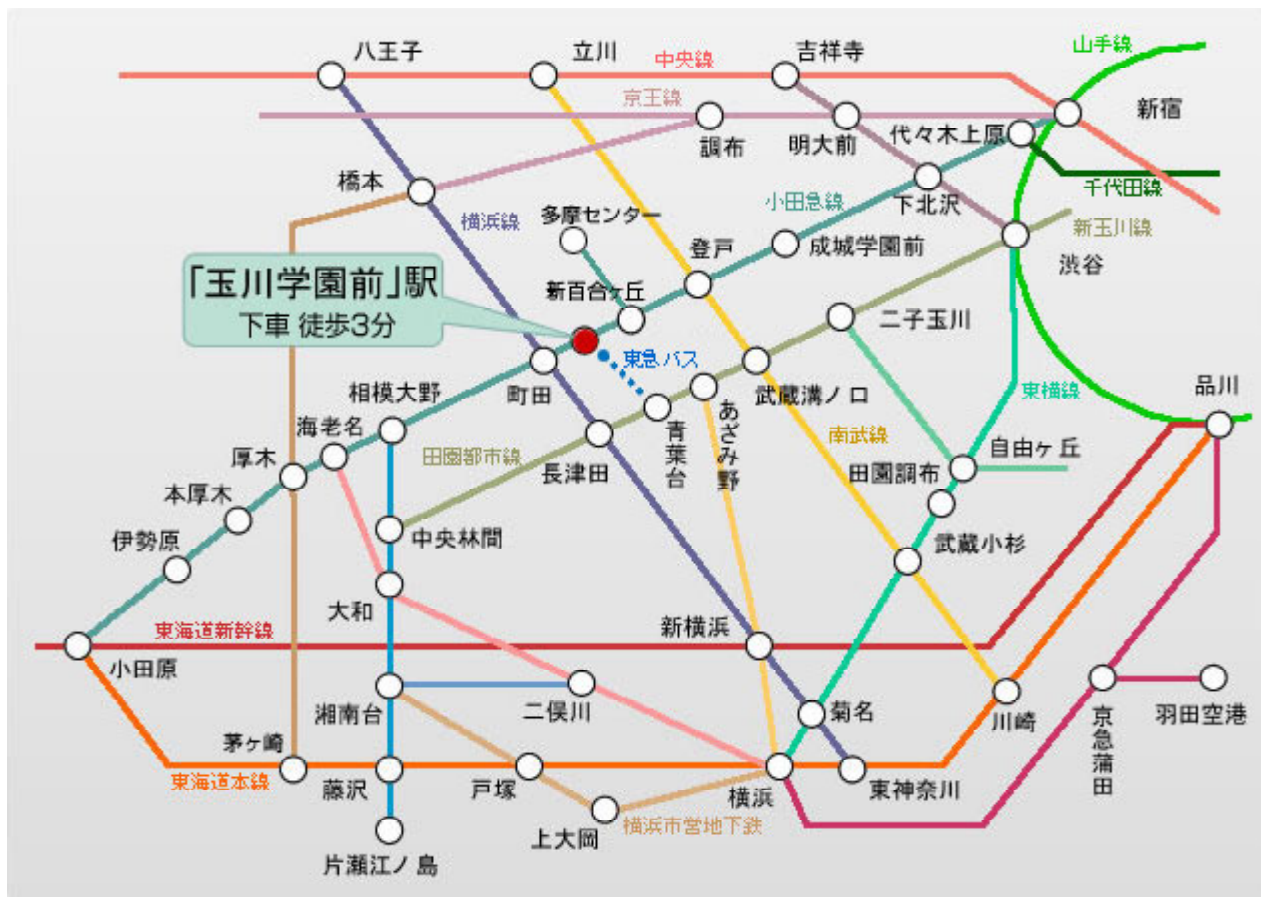 八王子
立川
中央線
吉祥寺
山手線
京王線
調布
明大前
代々木上原
新宿
橋本
横浜線
多摩センター
小田急線
下北沢
千代田線
新玉川線
登戸
成城学園前
渋谷
「玉川学園前」駅
下車 徒歩3分
新百合ヶ丘
二子玉川
東急バス
相模大野
町田
武蔵溝ノ口
東横線
品川
海老名
田園都市線
長津田
青葉台
あざみ野
南武線
自由ヶ丘
厚木
田園調布
本厚木
中央林間
武蔵小杉
伊勢原
大和
東海道新幹線
新横浜
小田原
湘南台
二俣川
菊名
川崎
京急蒲田
羽田空港
茅ヶ崎
東海道本線
藤沢
戸塚
横浜
東神奈川
上大岡
横浜市営地下鉄
片瀬江ノ島